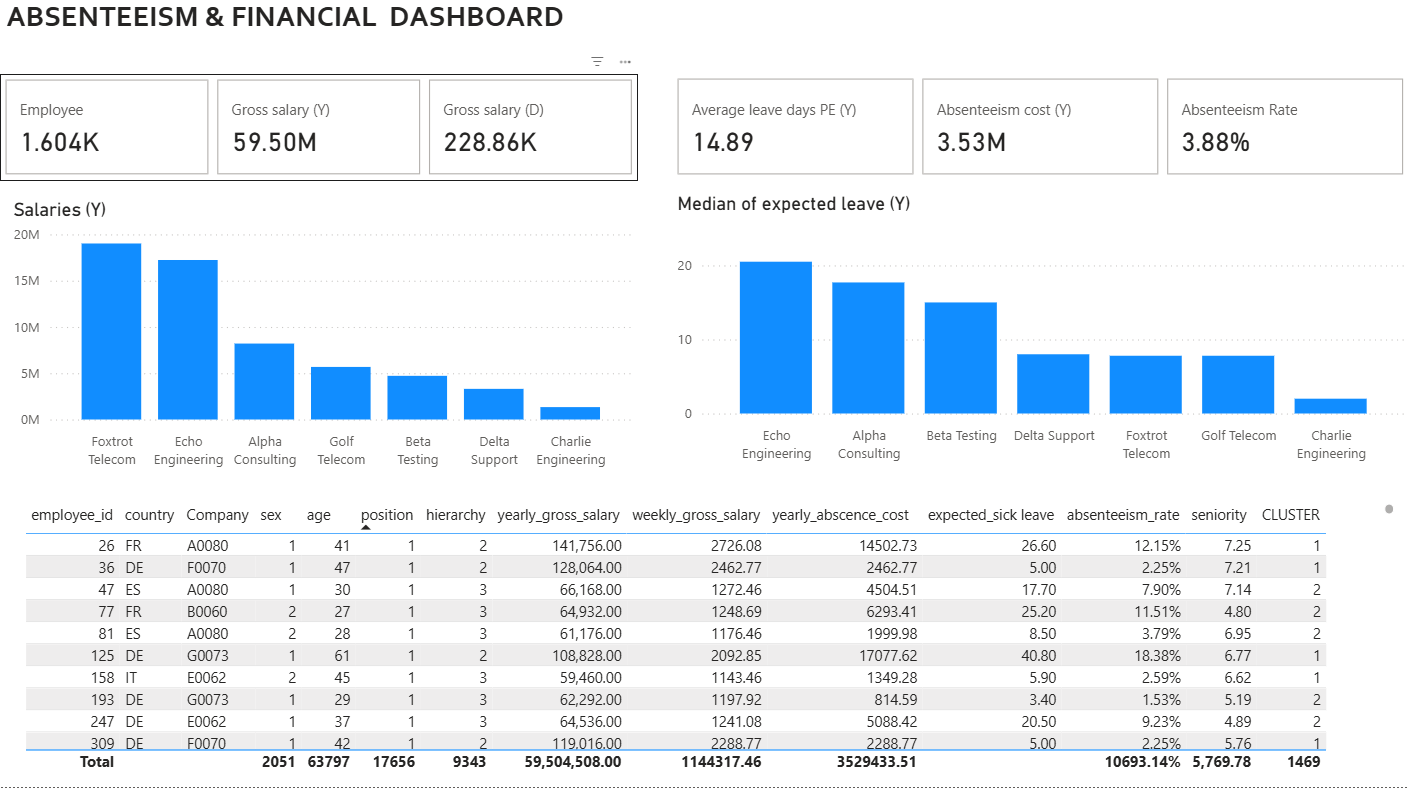 ABSENTEEISM & FINANCIAL DASHBOARD
Employee
1.604K
Gross salary (Y)
59.50M
Gross salary (D)
228.86K
Average leave days PE (Y)
14.89
Absenteeism cost (Y)
3.53M
Absenteeism Rate
3.88%
Salaries (Y)
20M
15M
10M
5M
0M
Foxtrot
Telecom
Echo
Engineering
Alpha
Consulting
Golf
Telecom
Beta
Testing
Delta
Support
Charlie
Engineering
Median of expected leave (Y)
20
10
0
Echo
Engineering
Alpha
Consulting
Beta Testing
Delta Support
Foxtrot
Telecom
Golf Telecom
Charlie
Engineering
employee_id country Company sex age position hierarchy yearly_gross_salary weekly_gross_salary yearly_abscence_cost expected_sick leave absenteeism_rate seniority CLUSTER
26 FR A0080 1 41 1 2 141,756.00 2726.08 14502.73 26.60 12.15% 7.25 1
36 DE F0070 1 47 1 2 128,064.00 2462.77 2462.77 5.00 2.25% 7.21 1
47 ES A0080 1 30 1 3 66,168.00 1272.46 4504.51 17.70 7.90% 7.14 2
77 FR B0060 2 27 1 3 64,932.00 1248.69 6293.41 25.20 11.51% 4.80 2
81 ES A0080 2 28 1 3 61,176.00 1176.46 1999.98 8.50 3.79% 6.95 2
125 DE G0073 1 61 1 2 108,828.00 2092.85 17077.62 40.80 18.38% 6.77 1
158 IT E0062 2 45 1 3 59,460.00 1143.46 1349.28 5.90 2.59% 6.62 1
193 DE G0073 1 29 1 3 62,292.00 1197.92 814.59 3.40 1.53% 5.19 2
247 DE E0062 1 37 1 3 64,536.00 1241.08 5088.42 20.50 9.23% 4.89 2
309 DE F0070 1 42 1 2 119,016.00 2288.77 2288.77 5.00 2.25% 5.76 1
Total 2051 63797 17656 9343 59,504,508.00 1144317.46 3529433.51 10693.14% 5,769.78 1469